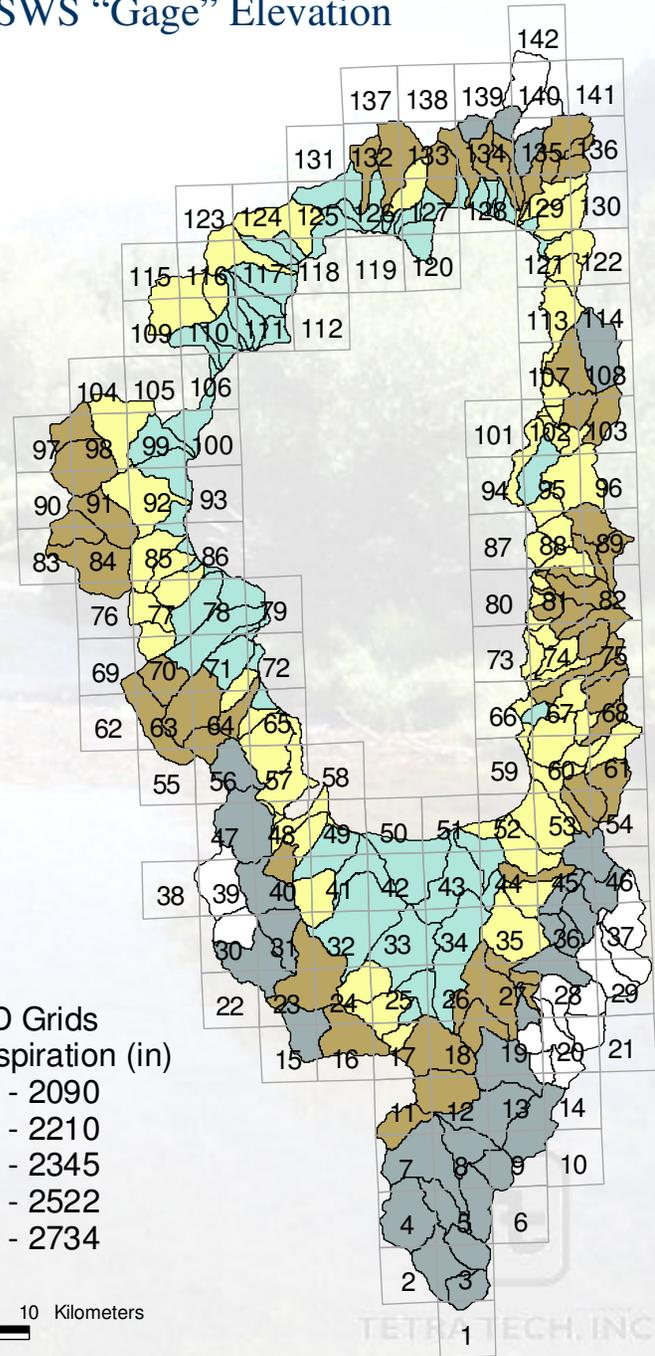 SWS “Gage” Elevation
142
137 138 139 140 141
131 132 133 134 135 136
123 124 125 126 127 128 129 130
115 116 117 118 119 120 121 122
109 110 111 112 113 114
104 105 106 107 108
97 98 99 100 101 102 103
90 91 92 93 94 95 96
83 84 85 86 87 88 89
76 77 78 79 80 81 82
69 70 71 72 73 74 75
62 63 64 65 66 67 68
55 56 57 58 59 60 61
47 48 49 50 51 52 53 54
38 39 40 41 42 43 44 45 46
30 31 32 33 34 35 36 37
22 23 24 25 26 27 28 29
15 16 17 18 19 20 21
11 12 13 14
7 8 9 10
4 5 6
2 3
1
Grids
(in)
- 2090
- 2210
- 2345
- 2522
- 2734
10 Kilometers
TETRA TECH, INC